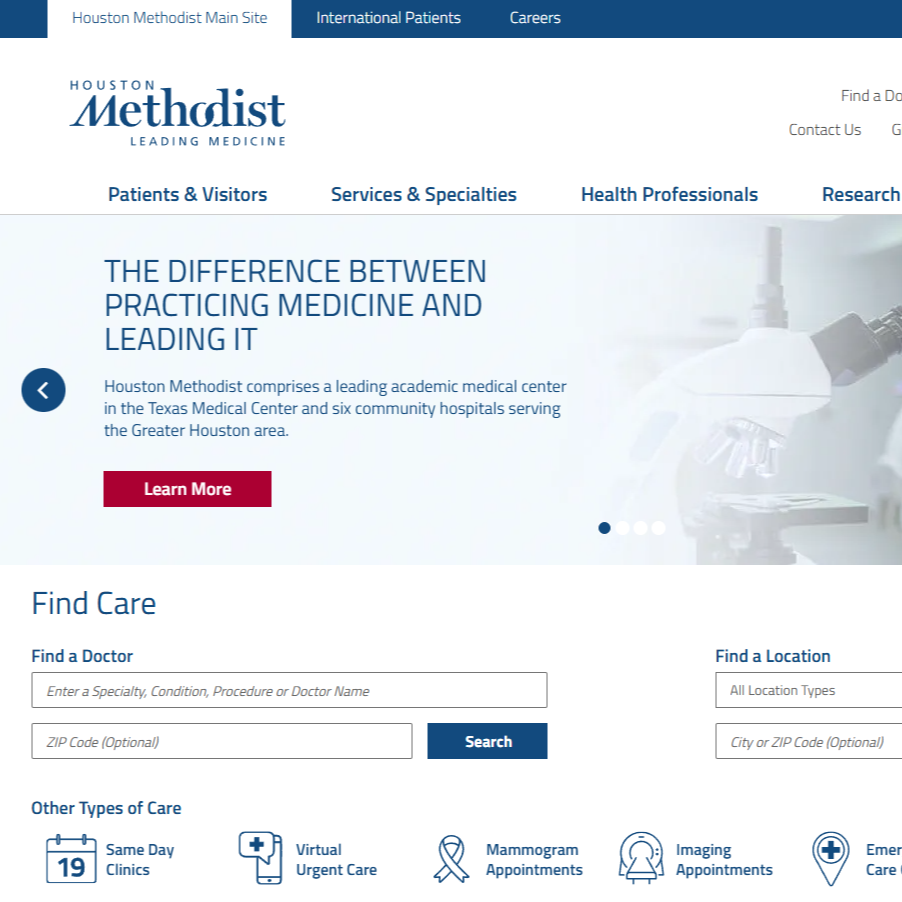 Houston Methodist Main Site
International Patients
Careers
HOUSTON
Methodist
LEADING MEDICINE
Find a Do
Contact Us
G
Patients & Visitors
Services & Specialties
Health Professionals
Research
THE DIFFERENCE BETWEEN
PRACTICING MEDICINE AND
LEADING IT
Houston Methodist comprises a leading academic medical center
in the Texas Medical Center and six community hospitals serving
the Greater Houston area.
Learn More
Find Care
Find a Doctor
Enter a Specialty, Condition, Procedure or Doctor Name
ZIP Code (Optional)
Search
Find a Location
All Location Types
City or ZIP Code (Optional)
Other Types of Care
19
Same Day
Clinics
Virtual
Urgent Care
Mammogram
Appointments
Imaging
Appointments
Emer
Care